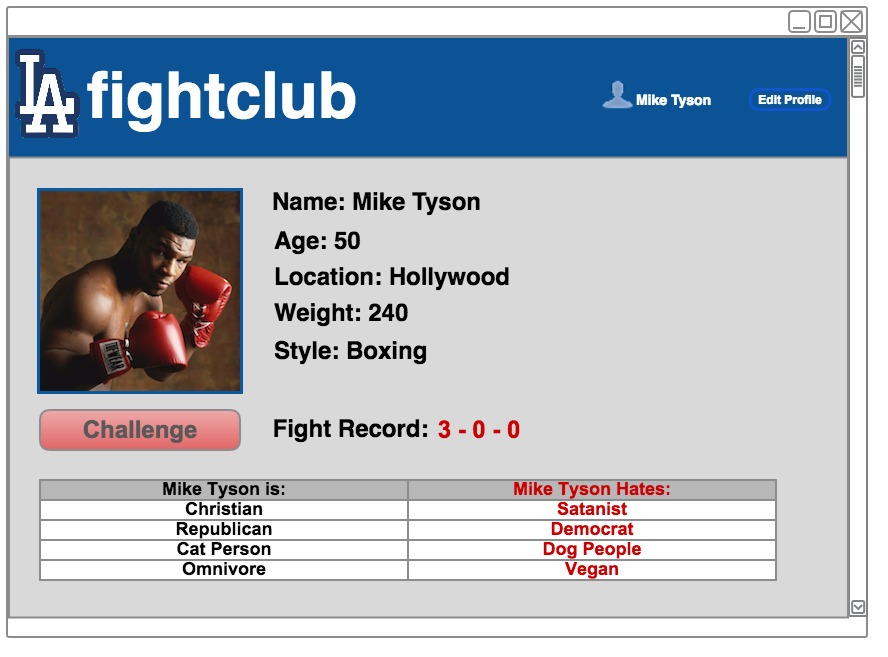 LA fightclub
Mike Tyson
Edit Profile
Name: Mike Tyson
Age: 50
Location: Hollywood
Weight: 240
Style: Boxing
Challenge
Fight Record: 3 - 0 - 0
Mike Tyson is: Mike Tyson Hates:
Christian Satanist
Republican Democrat
Cat Person Dog People
Omnivore Vegan